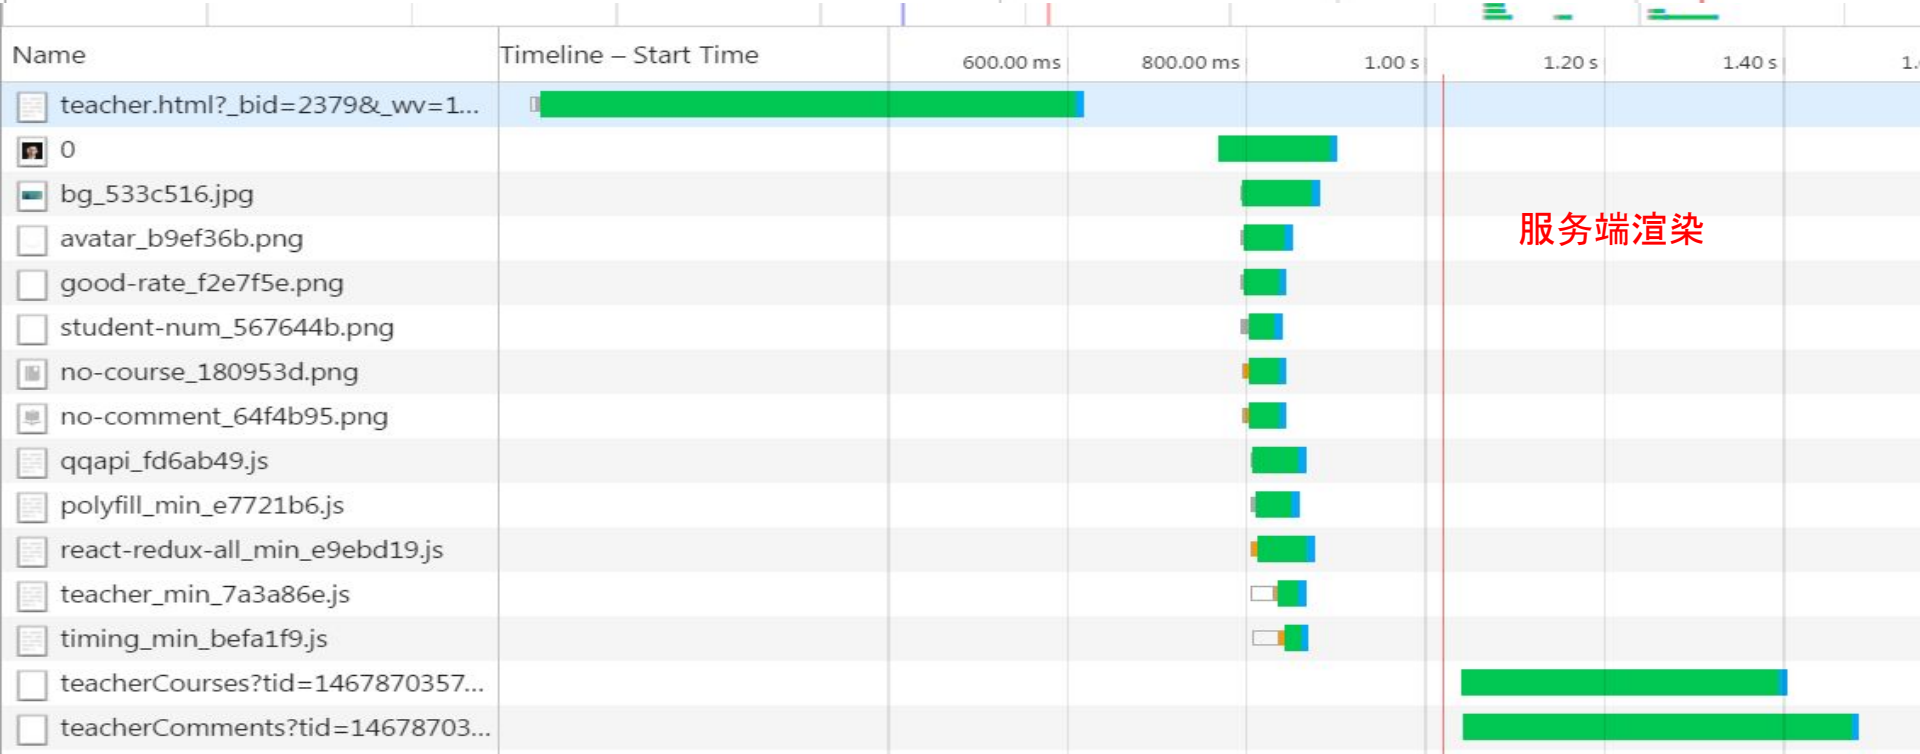 Name
Timeline – Start Time
600.00 ms
800.00 ms
1.00 s
1.20 s
1.40 s
teacher.html?_bid=2379&_wv=1...
0
bg_533c516.jpg
avatar_b9ef36b.png
服务端渲染
good-rate_f2e7f5e.png
student-num_567644b.png
no-course_180953d.png
no-comment_64f4b95.png
qqapi_fd6ab49.js
polyfill_min_e7721b6.js
react-redux-all_min_e9ebd19.js
teacher_min_7a3a86e.js
timing_min_befa1f9.js
teacherCourses?tid=1467870357...
teacherComments?tid=14678703...